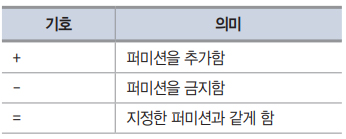 기호 의미
+ 퍼미션을 추가함
- 퍼미션을 금지함
= 지정한 퍼미션과 같게 함